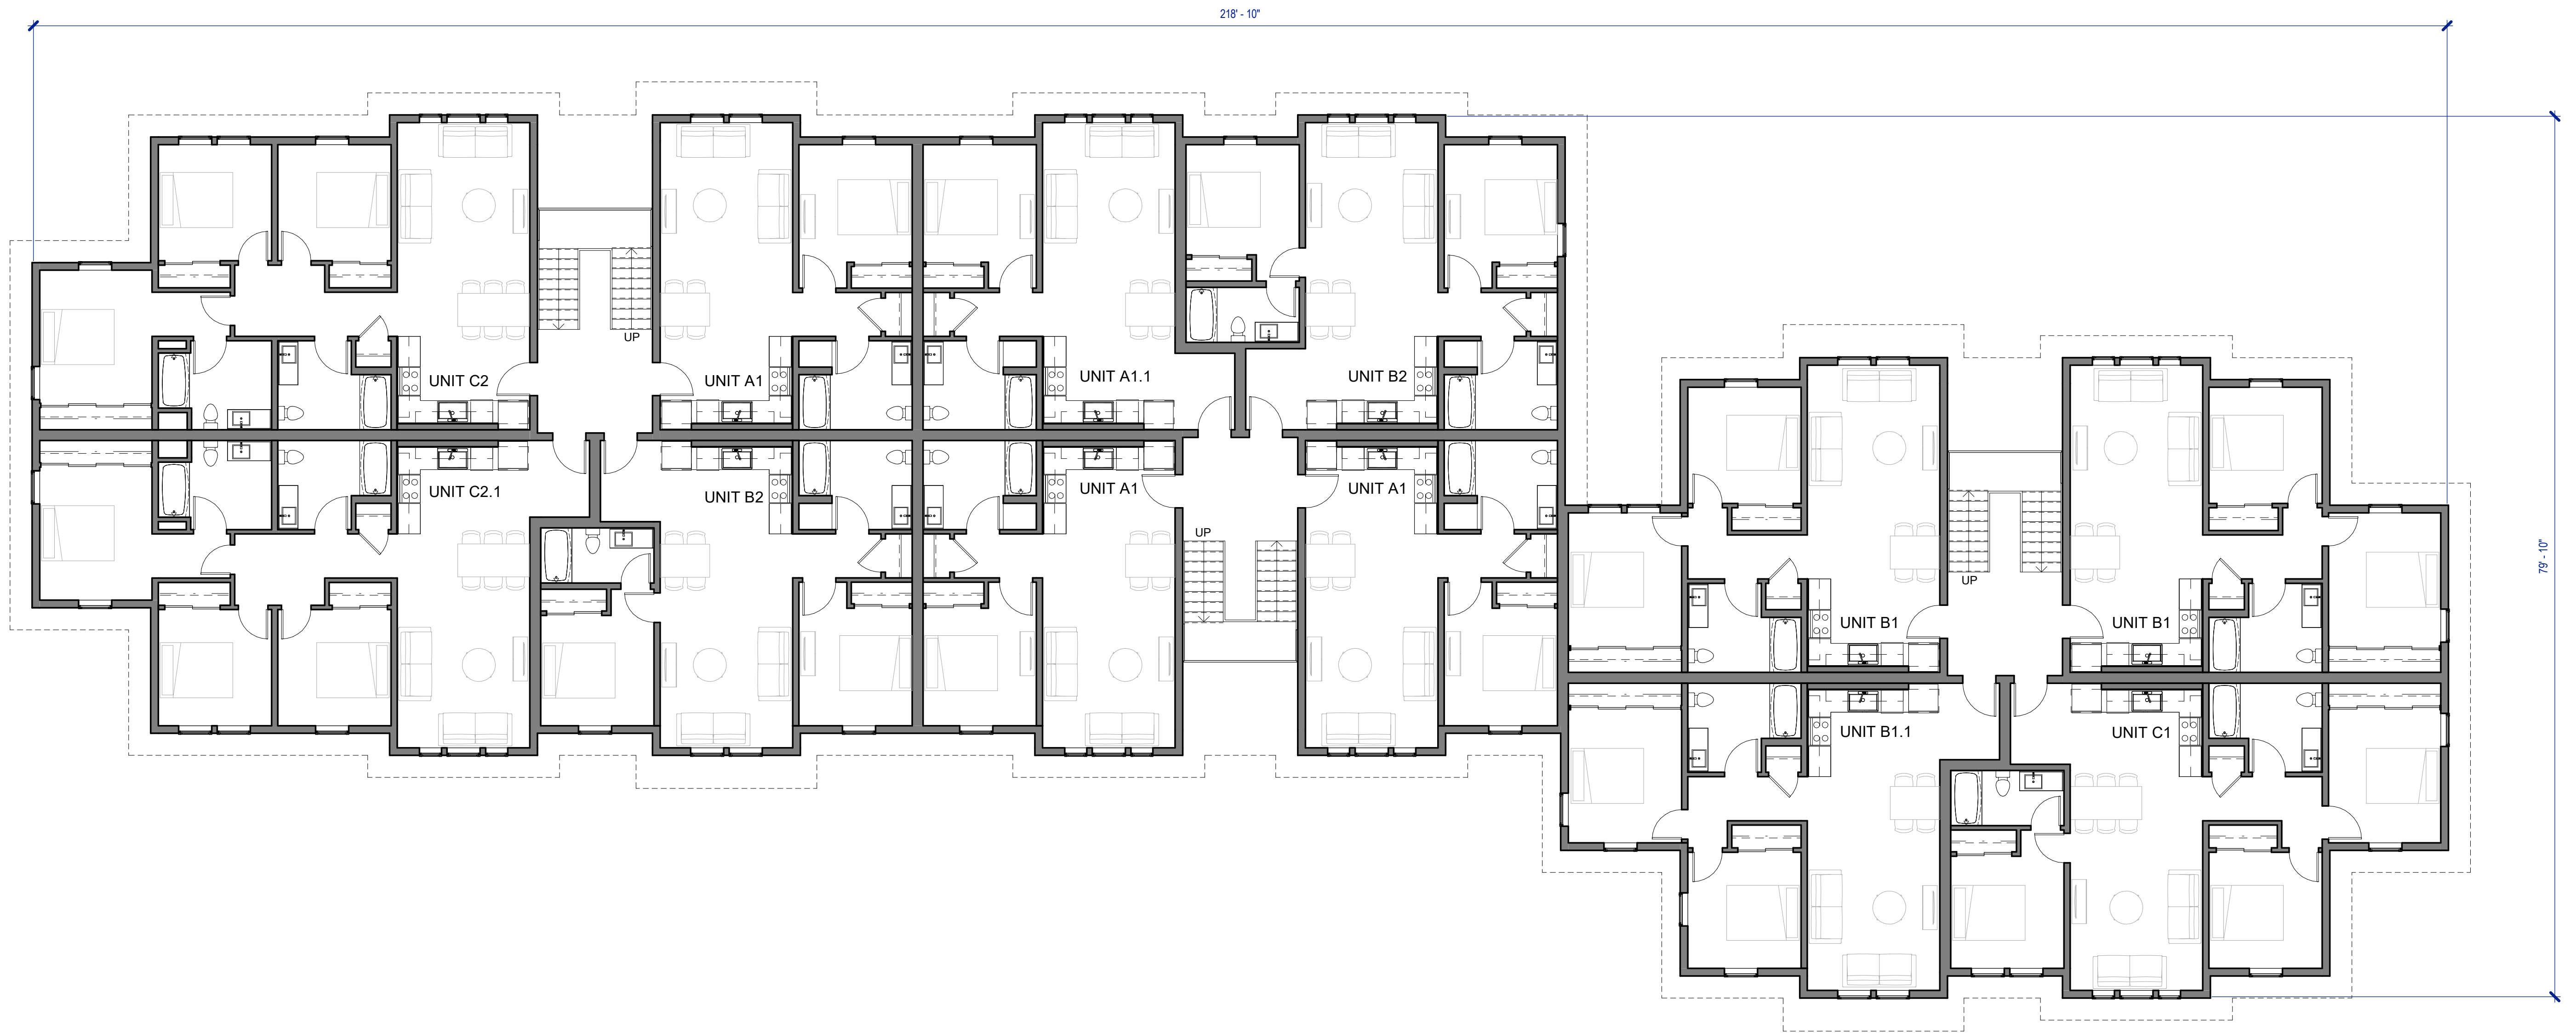 218' - 10"
UP
UNIT C2
UNIT A1
UNIT A1.1
UNIT B2
UNIT C2.1
UNIT B2
UNIT A1
UNIT A1
UP
79' - 10"
UP
UNIT B1
UNIT B1
UNIT B1.1
UNIT C1